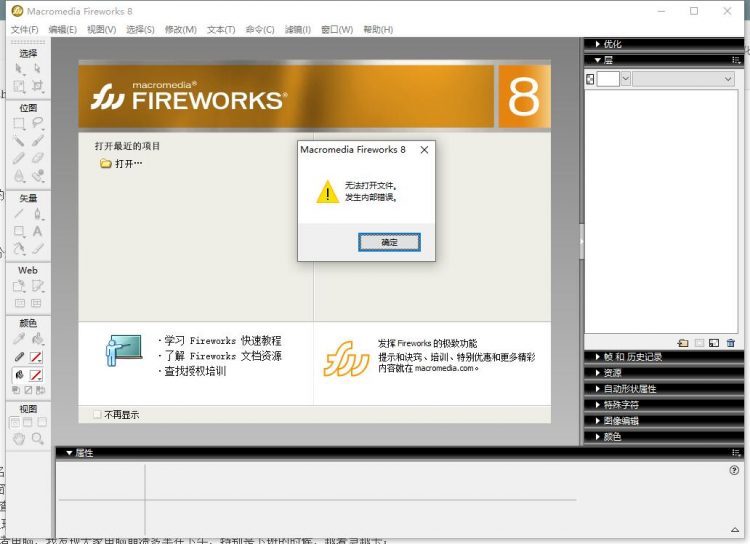 Macromedia Fireworks 8
文件(F) 编辑(E) 视图(V) 选择(S) 修改(M) 文本(T) 命令(C) 滤镜(I) 窗口(W) 帮助(H)
选择
位图
矢量
Web
颜色
视图
macromedia®
FIREWORKS®
8
打开最近的项目
打开…
Macromedia Fireworks 8
无法打开文件。
发生内部错误。
确定
·学习 Fireworks 快速教程
·了解 Fireworks 文档资源
·查找授权培训
发挥 Fireworks 的极致功能
提示和诀窍、培训、特别优惠和更多精彩
内容就在 macromedia.com。
不再显示
优化
层
帧 和 历史记录
资源
自动形状属性
特殊字符
图像编辑
颜色
属性